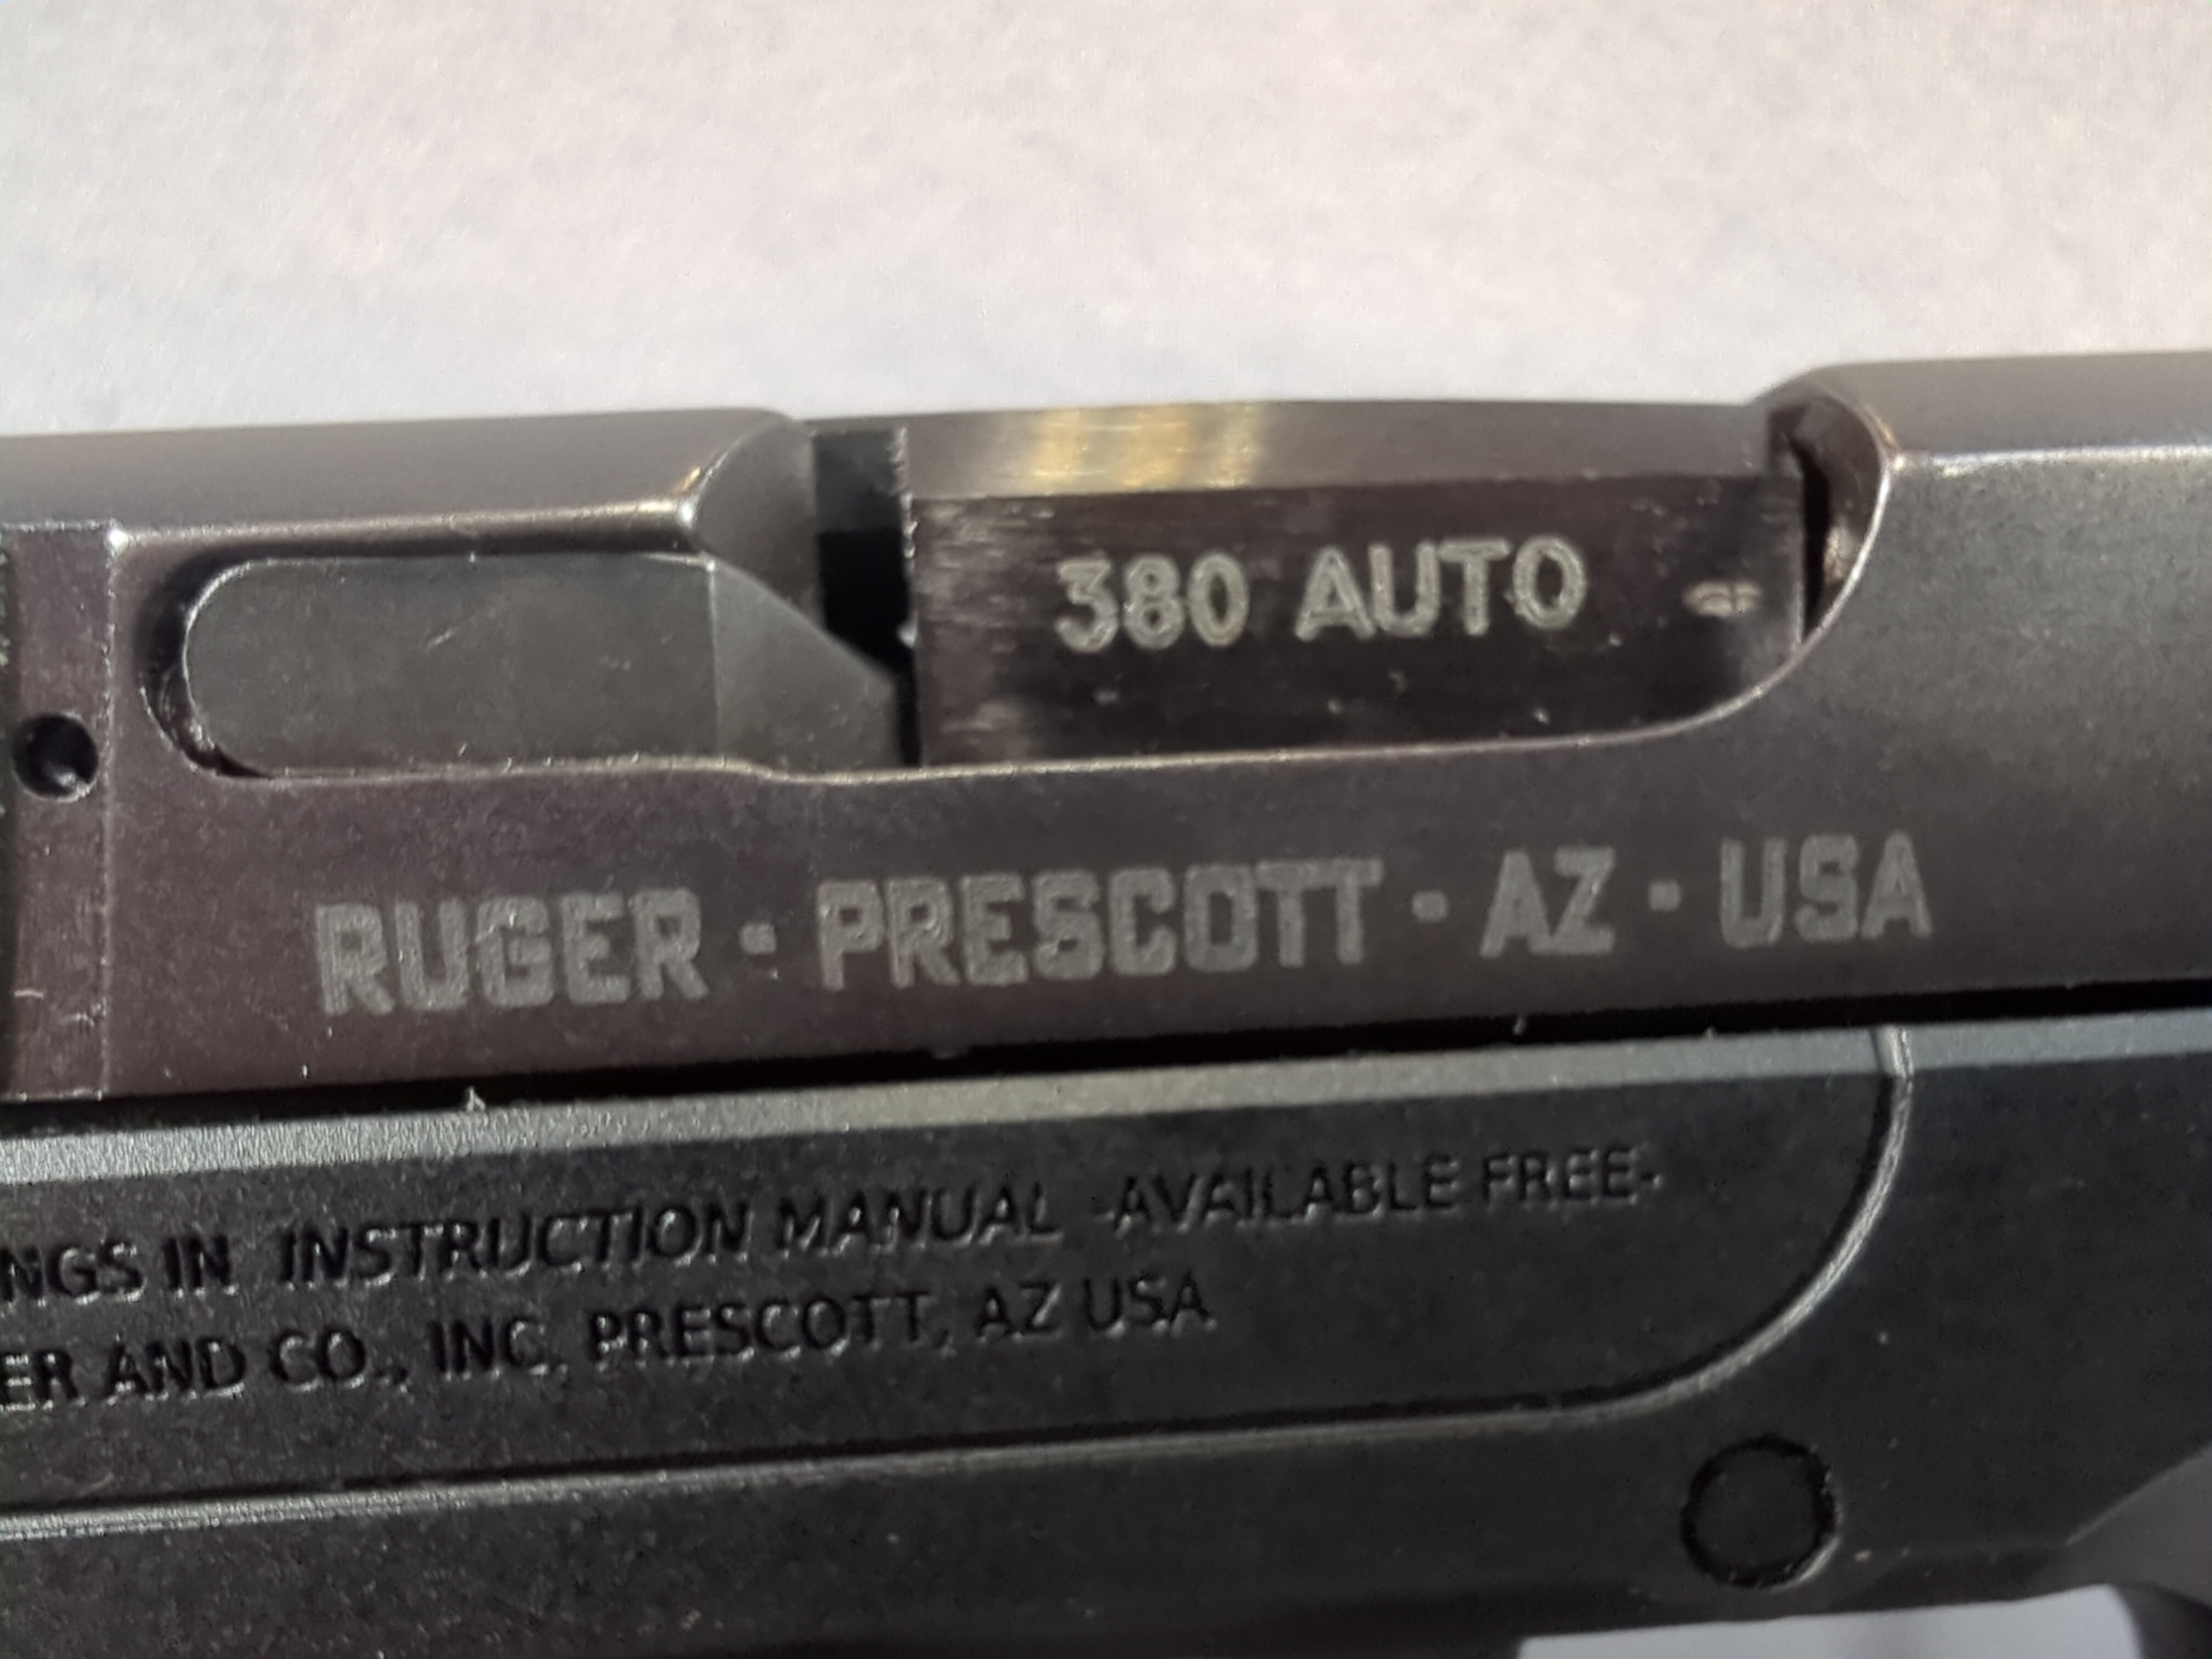 380 AUTO
RUGER · PRESCOTT · AZ · USA
NGS IN INSTRUCTION MANUAL -AVAILABLE FREE-
ER AND CO., INC. PRESCOTT, AZ USA